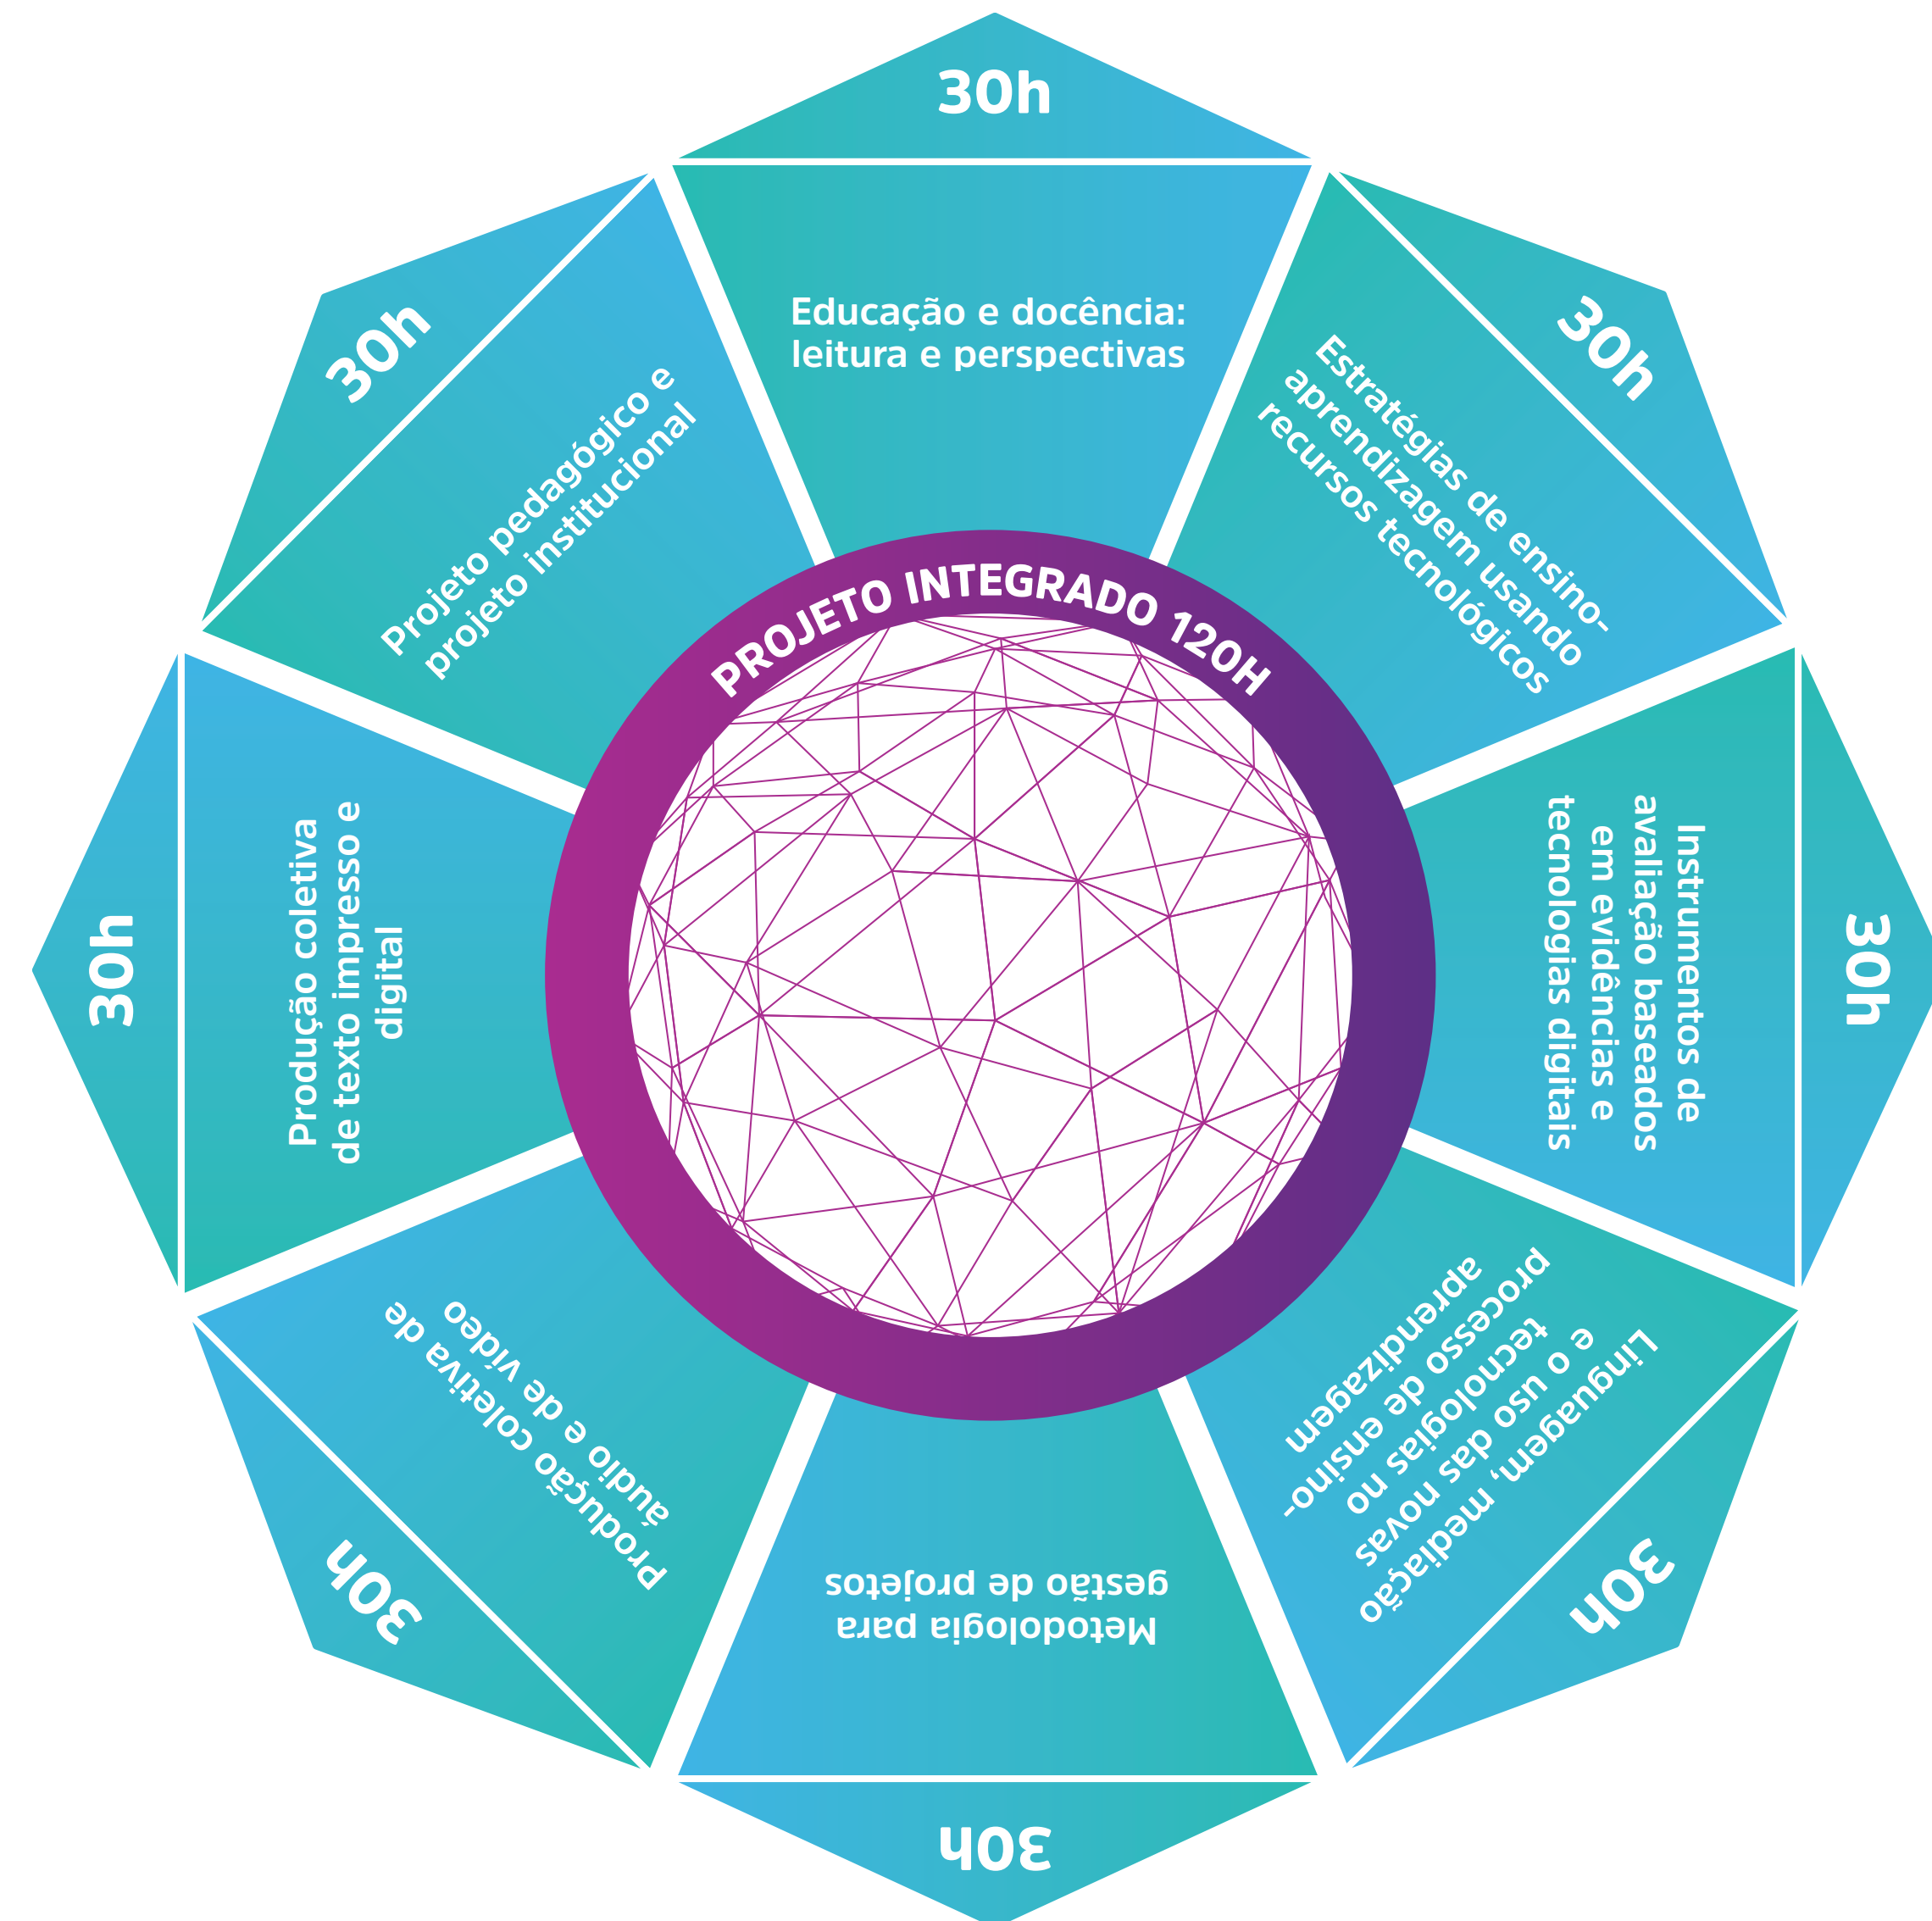 30h
Educação e docência:
leitura e perspectivas
30h
Estratégias de ensino-
aprendizagem usando
recursos tecnológicos
30h
Instrumentos de
avaliação baseados
em evidências e
tecnologias digitais
30h
Linguagem, mediação
e o uso das novas
tecnologias no
processo de ensino-
aprendizagem
30h
Metodologia para
gestão de projetos
30h
Produção coletiva de
áudio e de vídeo
30h
Produção coletiva
de texto impresso e
digital
30h
Projeto pedagógico e
projeto institucional
PROJETO INTEGRADO 120H